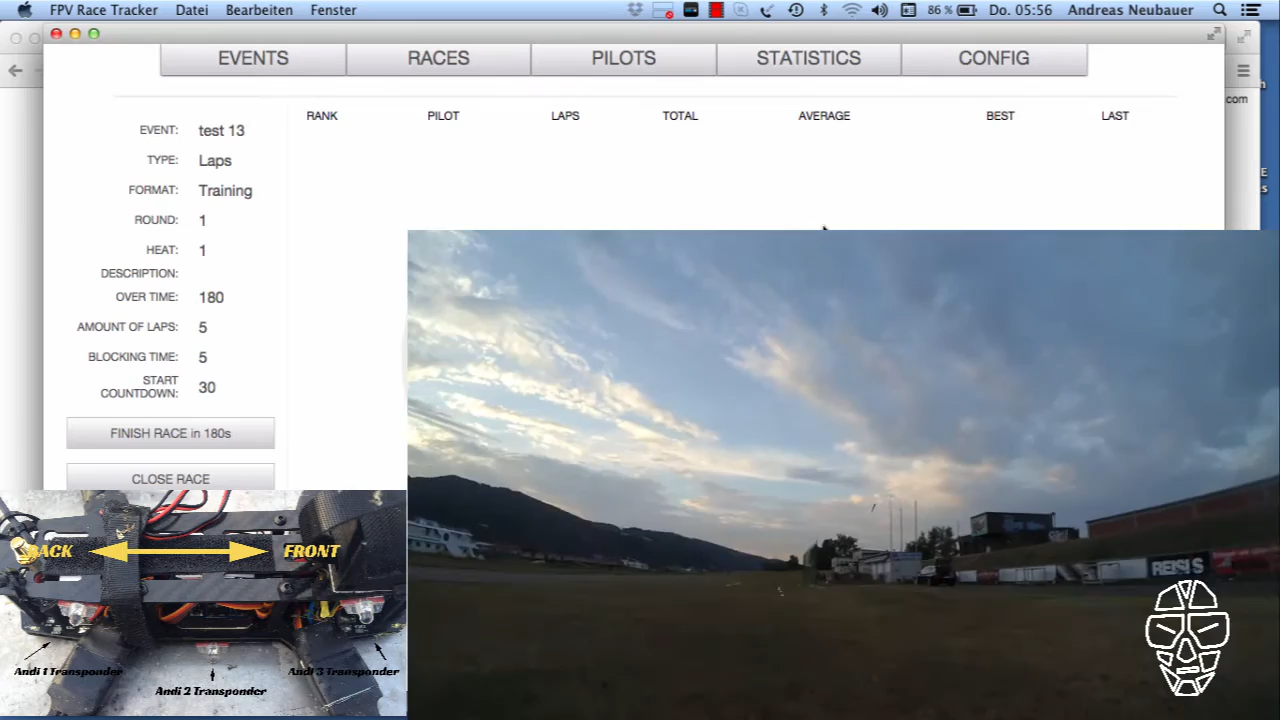 FPV Race Tracker Datei Bearbeiten Fenster 86 % Do. 05:56 Andreas Neubauer
EVENTS RACES PILOTS STATISTICS CONFIG
com
RANK PILOT LAPS TOTAL AVERAGE BEST LAST
EVENT: test 13
TYPE: Laps
FORMAT: Training
ROUND: 1
HEAT: 1
DESCRIPTION:
OVER TIME: 180
AMOUNT OF LAPS: 5
BLOCKING TIME: 5
START
COUNTDOWN: 30
FINISH RACE in 180s
CLOSE RACE
BACK FRONT
Andi 1 Transponder
Andi 2 Transponder
Andi 3 Transponder
REISS